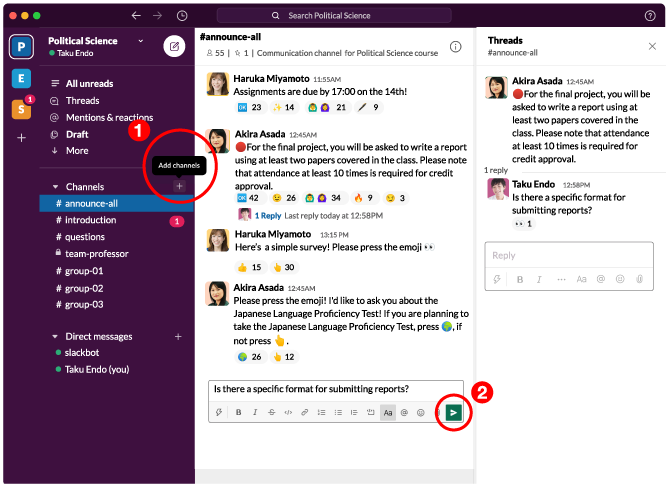 Search Political Science
P
E
S
1
Political Science
Taku Endo
All unreads
Threads
Mentions & reactions
Draft
More
1
Add channels
Channels
# announce-all
# introduction 1
# questions
team-professor
# group-01
# group-02
# group-03
Direct messages
slackbot
Taku Endo (you)
#announce-all
55 | 1 | Communication channel for Political Science course
Haruka Miyamoto 11:55AM
Assignments are due by 17:00 on the 14th!
OK 23 14 21 9
Akira Asada 12:45AM
For the final project, you will be asked to write a report
using at least two papers covered in the class. Please note
that attendance at least 10 times is required for credit
approval.
OK 42 26 34 9 3
1 Reply Last reply today at 12:58PM
Haruka Miyamoto 13:15 PM
Here's a simple survey! Please press the emoji
15 30
Akira Asada 12:45AM
Please press the emoji! I'd like to ask you about the
Japanese Language Proficiency Test! If you are planning to
take the Japanese Language Proficiency Test, press , if
not press .
26 12
Is there a specific format for submitting reports?
B I S </> Aa @
2
Threads
#announce-all
Akira Asada 12:45AM
For the final project, you will be
asked to write a report using at
least two papers covered in the
class. Please note that attendance
at least 10 times is required for
credit approval.
1 reply
Taku Endo 12:58PM
Is there a specific format for
submitting reports?
1
Reply
B I ... Aa @